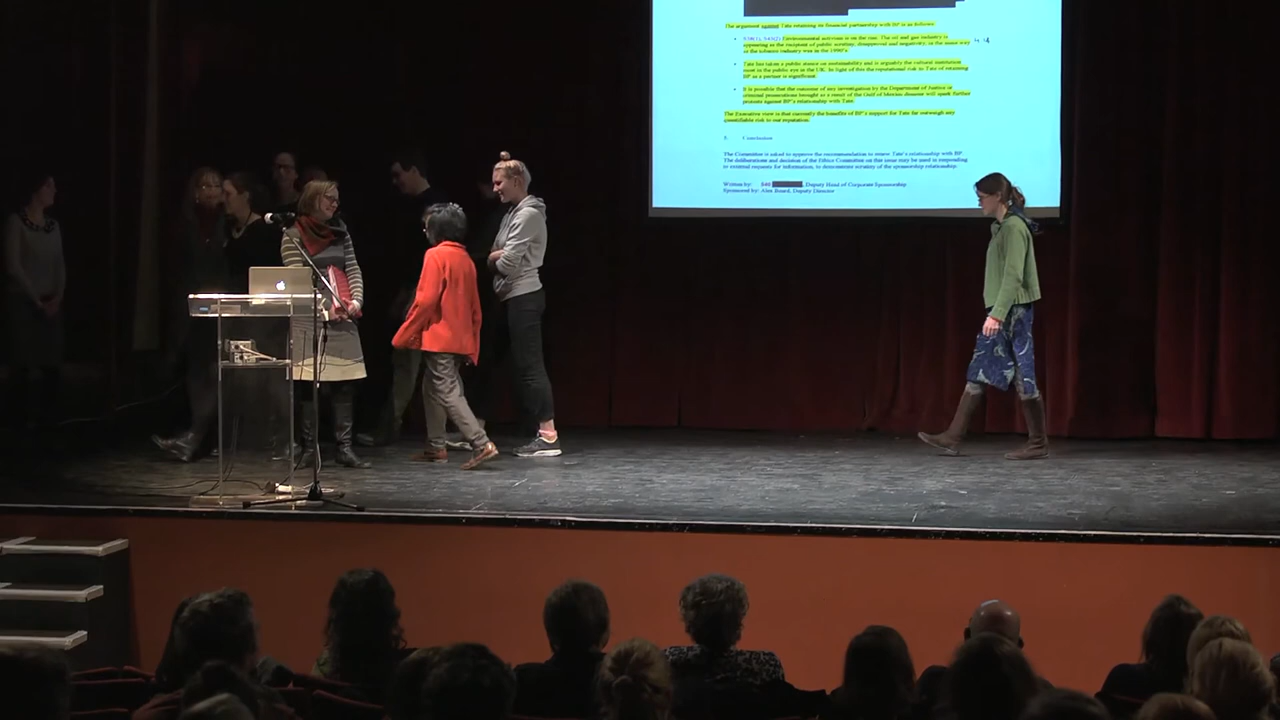 The argument against Tate retaining its financial partnership with BP is as follows:
S38(1), S43(2) Environmental activism is on the rise. The oil and gas industry is
appearing as the recipient of public scrutiny, disapproval and negativity, in the same way
as the tobacco industry was in the 1990's.
Tate has taken a public stance on sustainability and is arguably the cultural institution
most in the public eye in the UK. In light of this the reputational risk to Tate of retaining
BP as a partner is significant.
It is possible that the outcome of any investigation by the Department of Justice or
criminal prosecutions brought as a result of the Gulf of Mexico disaster will spark further
protests against BP's relationship with Tate.
The Executive view is that currently the benefits of BP's support for Tate far outweigh any
quantifiable risk to our reputation.
Conclusion
The Committee is asked to approve the recommendation to renew Tate's relationship with BP.
The deliberations and decision of the Ethics Committee on this issue may be used in responding
to external requests for information, to demonstrate scrutiny of the sponsorship relationship.
Written by: S40 , Deputy Head of Corporate Sponsorship
Sponsored by: Alex Beard, Deputy Director